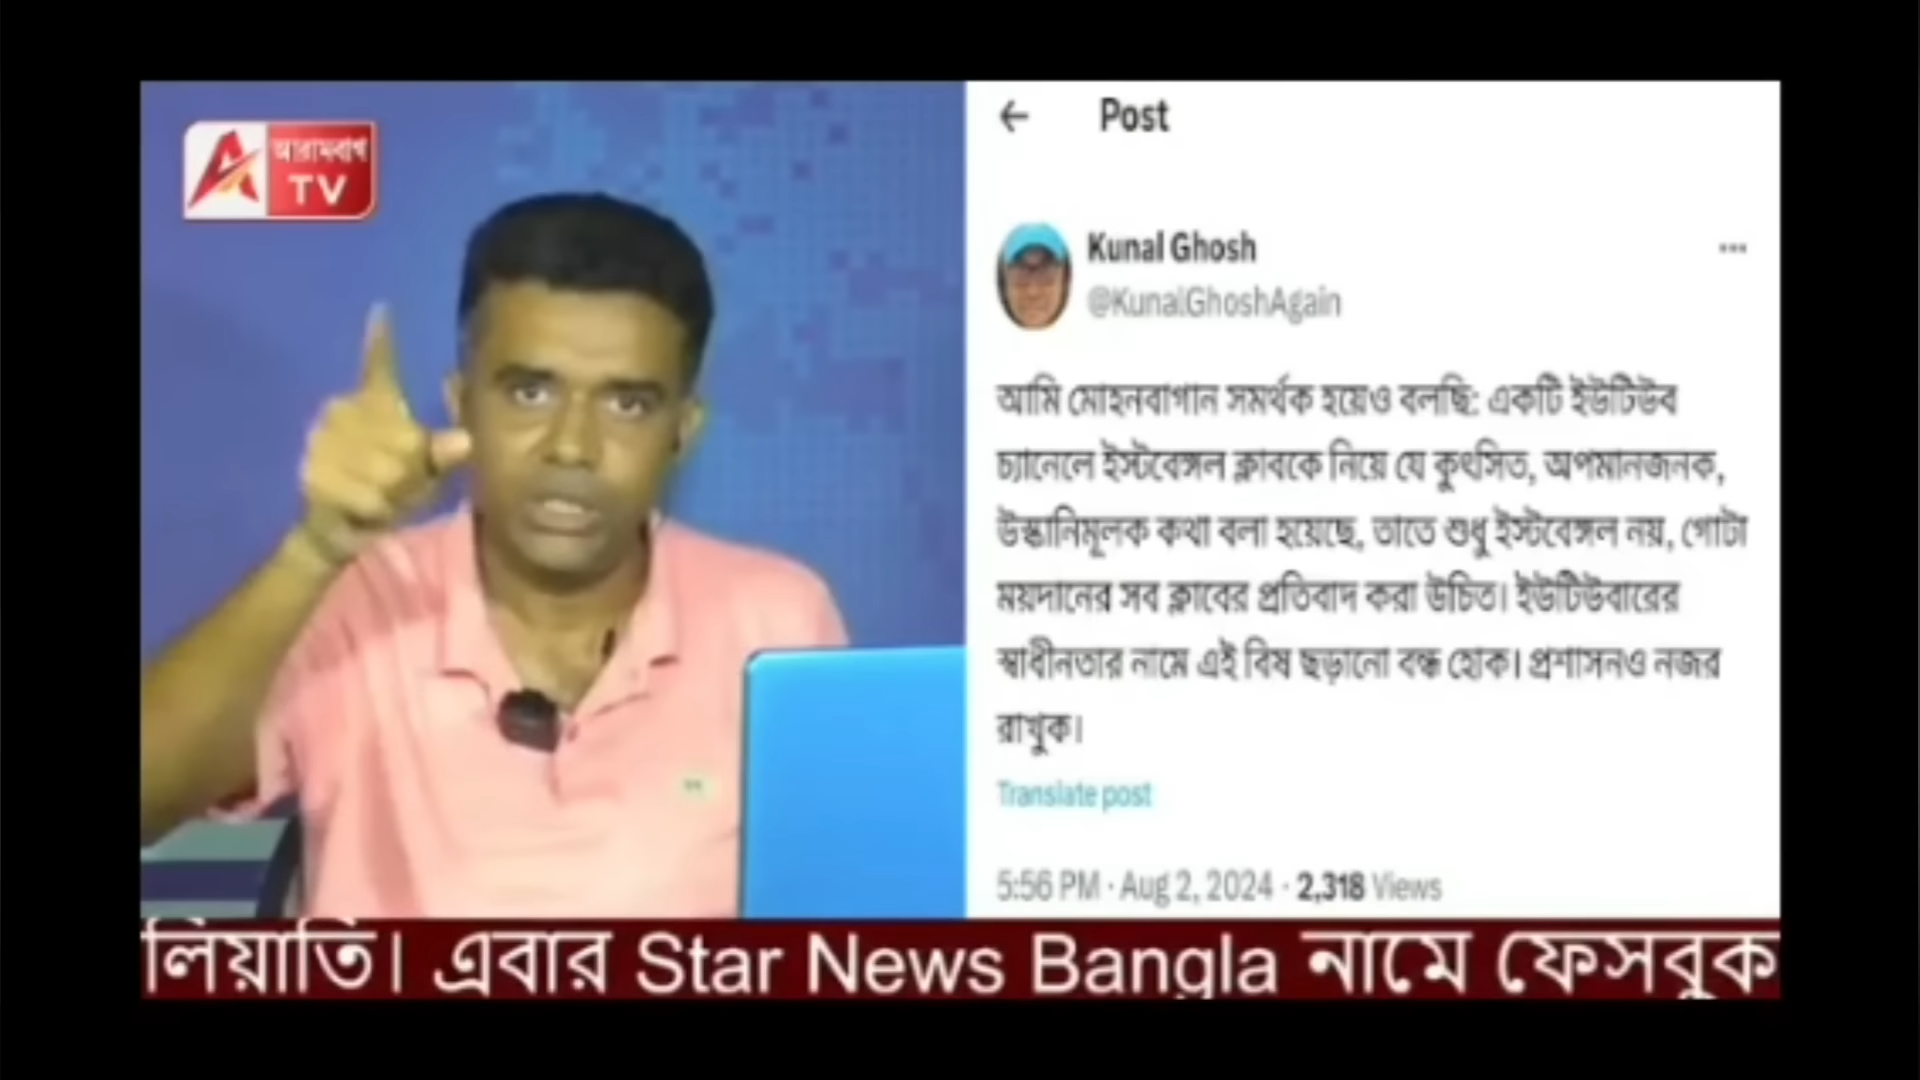 আরামবাগ
TV
Post
Kunal Ghosh
@KunalGhoshAgain
আমি মোহনবাগান সমর্থক হয়েও বলছি: একটি ইউটিউব
চ্যানেলে ইস্টবেঙ্গল ক্লাবকে নিয়ে যে কুৎসিত, অপমানজনক,
উস্কানিমূলক কথা বলা হয়েছে, তাতে শুধু ইস্টবেঙ্গল নয়, গোটা
ময়দানের সব ক্লাবের প্রতিবাদ করা উচিত। ইউটিউবারের
স্বাধীনতার নামে এই বিষ ছড়ানো বন্ধ হোক। প্রশাসনও নজর
রাখুক।
Translate post
5:56 PM · Aug 2, 2024 · 2,318 Views
লিয়াতি। এবার Star News Bangla নামে ফেসবুক